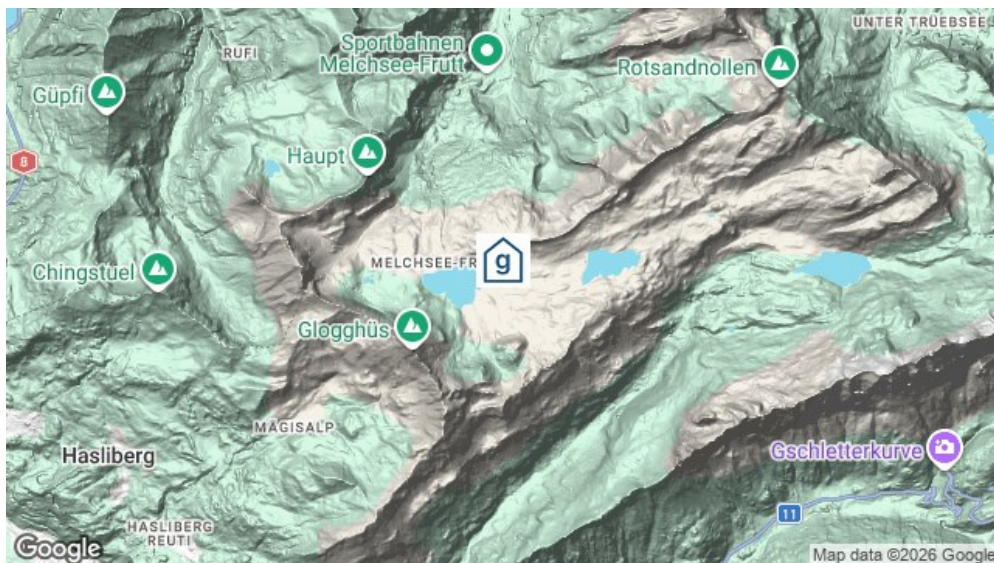 UNTER TRÜEBSEE
Sportbahnen
Melchsee-Frutt
RUFI
Rotsandnollen
Güpfi
8
Haupt
MELCHSEE-FR
g
Chingstuel
Glogghüs
MÄGISALP
Hasliberg
Gschletterkurve
11
HASLIBERG
REUTI
Google
Map data ©2026 Google